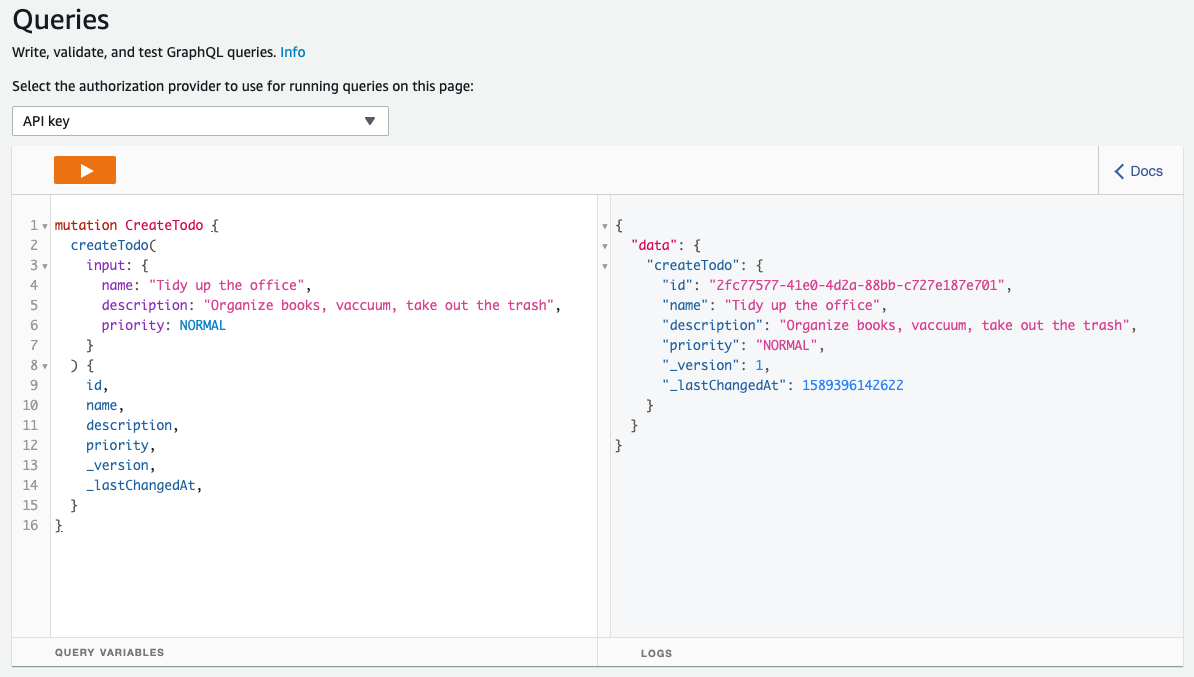 Queries
Write, validate, and test GraphQL queries. Info
Select the authorization provider to use for running queries on this page:
API key
Docs
1 mutation CreateTodo {
2 createTodo(
3 input: {
4 name: "Tidy up the office",
5 description: "Organize books, vaccuum, take out the trash",
6 priority: NORMAL
7 }
8 ) {
9 id,
10 name,
11 description,
12 priority,
13 _version,
14 _lastChangedAt,
15 }
16 }
{
"data": {
"createTodo": {
"id": "2fc77577-41e0-4d2a-88bb-c727e187e701",
"name": "Tidy up the office",
"description": "Organize books, vaccuum, take out the trash",
"priority": "NORMAL",
"_version": 1,
"_lastChangedAt": 1589396142622
}
}
}
QUERY VARIABLES
LOGS